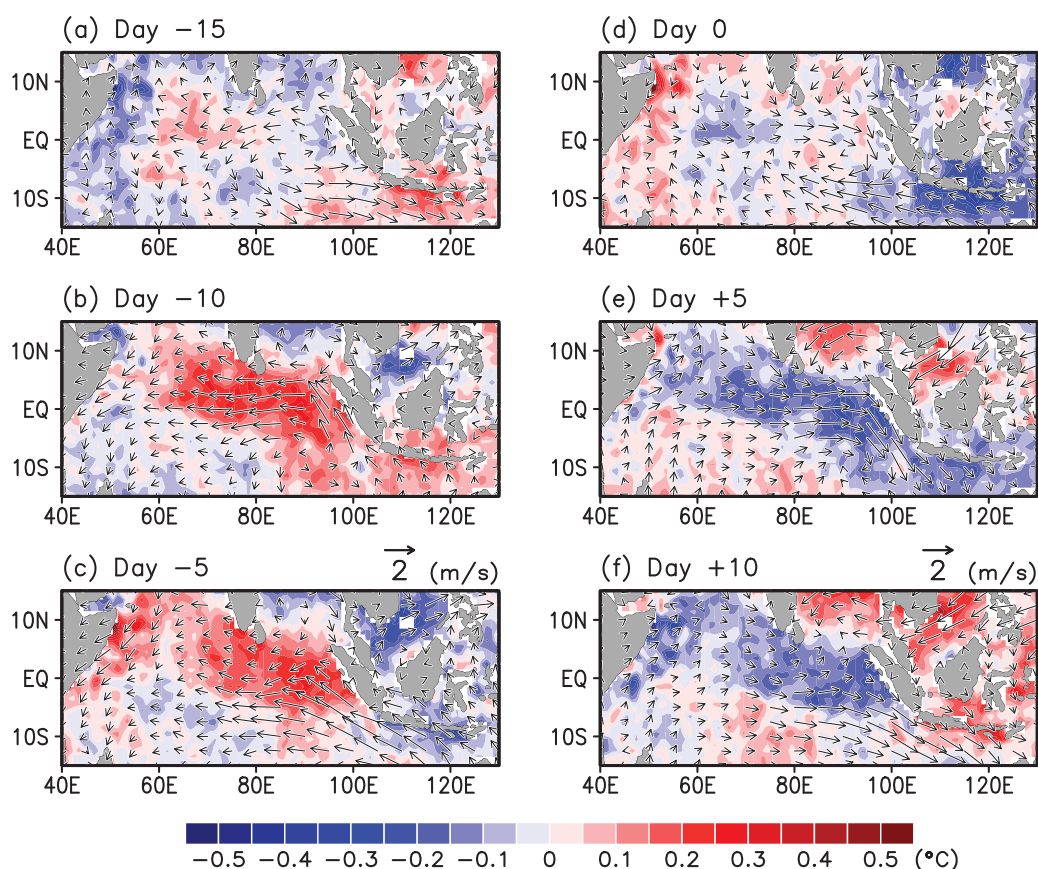 (a) Day −15
10N
EQ
10S
40E 60E 80E 100E 120E
(b) Day −10
10N
EQ
10S
40E 60E 80E 100E 120E
(c) Day −5
2 (m/s)
10N
EQ
10S
40E 60E 80E 100E 120E
(d) Day 0
10N
EQ
10S
40E 60E 80E 100E 120E
(e) Day +5
10N
EQ
10S
40E 60E 80E 100E 120E
(f) Day +10
2 (m/s)
10N
EQ
10S
40E 60E 80E 100E 120E
−0.5 −0.4 −0.3 −0.2 −0.1 0 0.1 0.2 0.3 0.4 0.5 (°C)